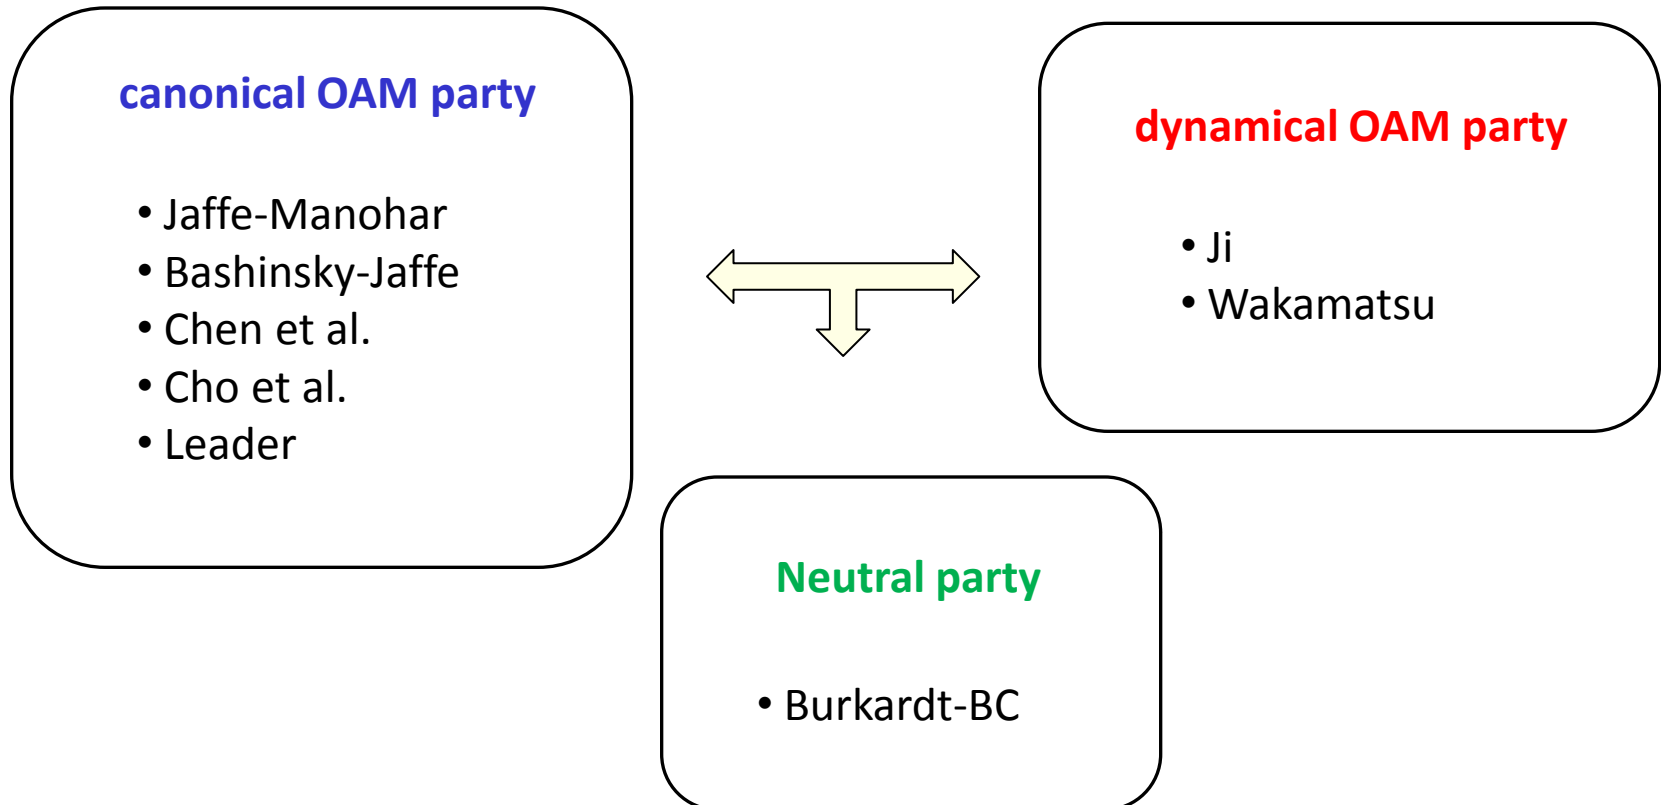 canonical OAM party
• Jaffe-Manohar
• Bashinsky-Jaffe
• Chen et al.
• Cho et al.
• Leader
dynamical OAM party
• Ji
• Wakamatsu
Neutral party
• Burkardt-BC